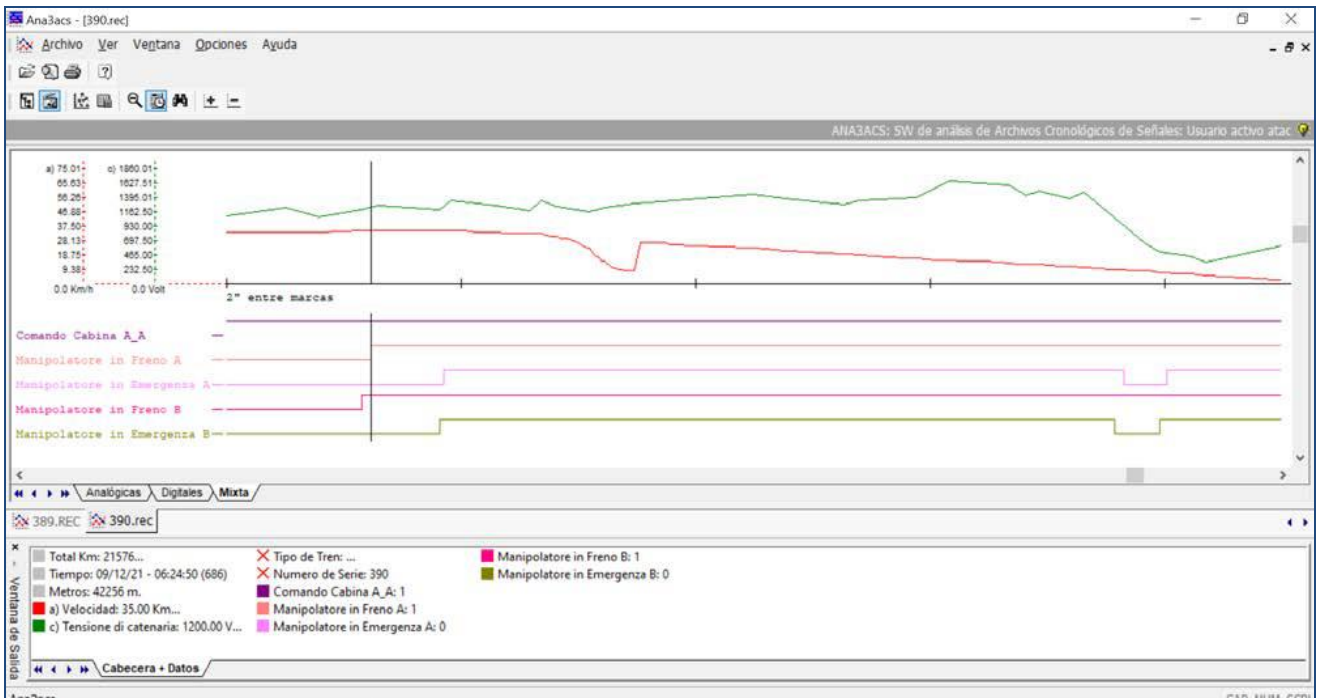 Ana3acs - [390.rec]
Archivo Ver Ventana Opciones Ayuda
ANA3ACS: SW de análisis de Archivos Cronológicos de Señales: Usuario activo atac
a) 75.01 c) 1860.01
65.63 1627.51
56.26 1395.01
46.88 1162.50
37.50 930.00
28.13 697.50
18.75 465.00
9.38 232.50
0.0 Km/h 0.0 Volt
2" entre marcas
Comando Cabina A_A
Manipolatore in Freno A
Manipolatore in Emergenza A
Manipolatore in Freno B
Manipolatore in Emergenza B
Analógicas Digitales Mixta
389.REC 390.rec
Ventana de Salida
Total Km: 21576... Tipo de Tren: ... Manipolatore in Freno B: 1
Tiempo: 09/12/21 - 06:24:50 (686) Numero de Serie: 390 Manipolatore in Emergenza B: 0
Metros: 42256 m. Comando Cabina A_A: 1
a) Velocidad: 35.00 Km... Manipolatore in Freno A: 1
c) Tensione di catenaria: 1200.00 V... Manipolatore in Emergenza A: 0
Cabecera + Datos